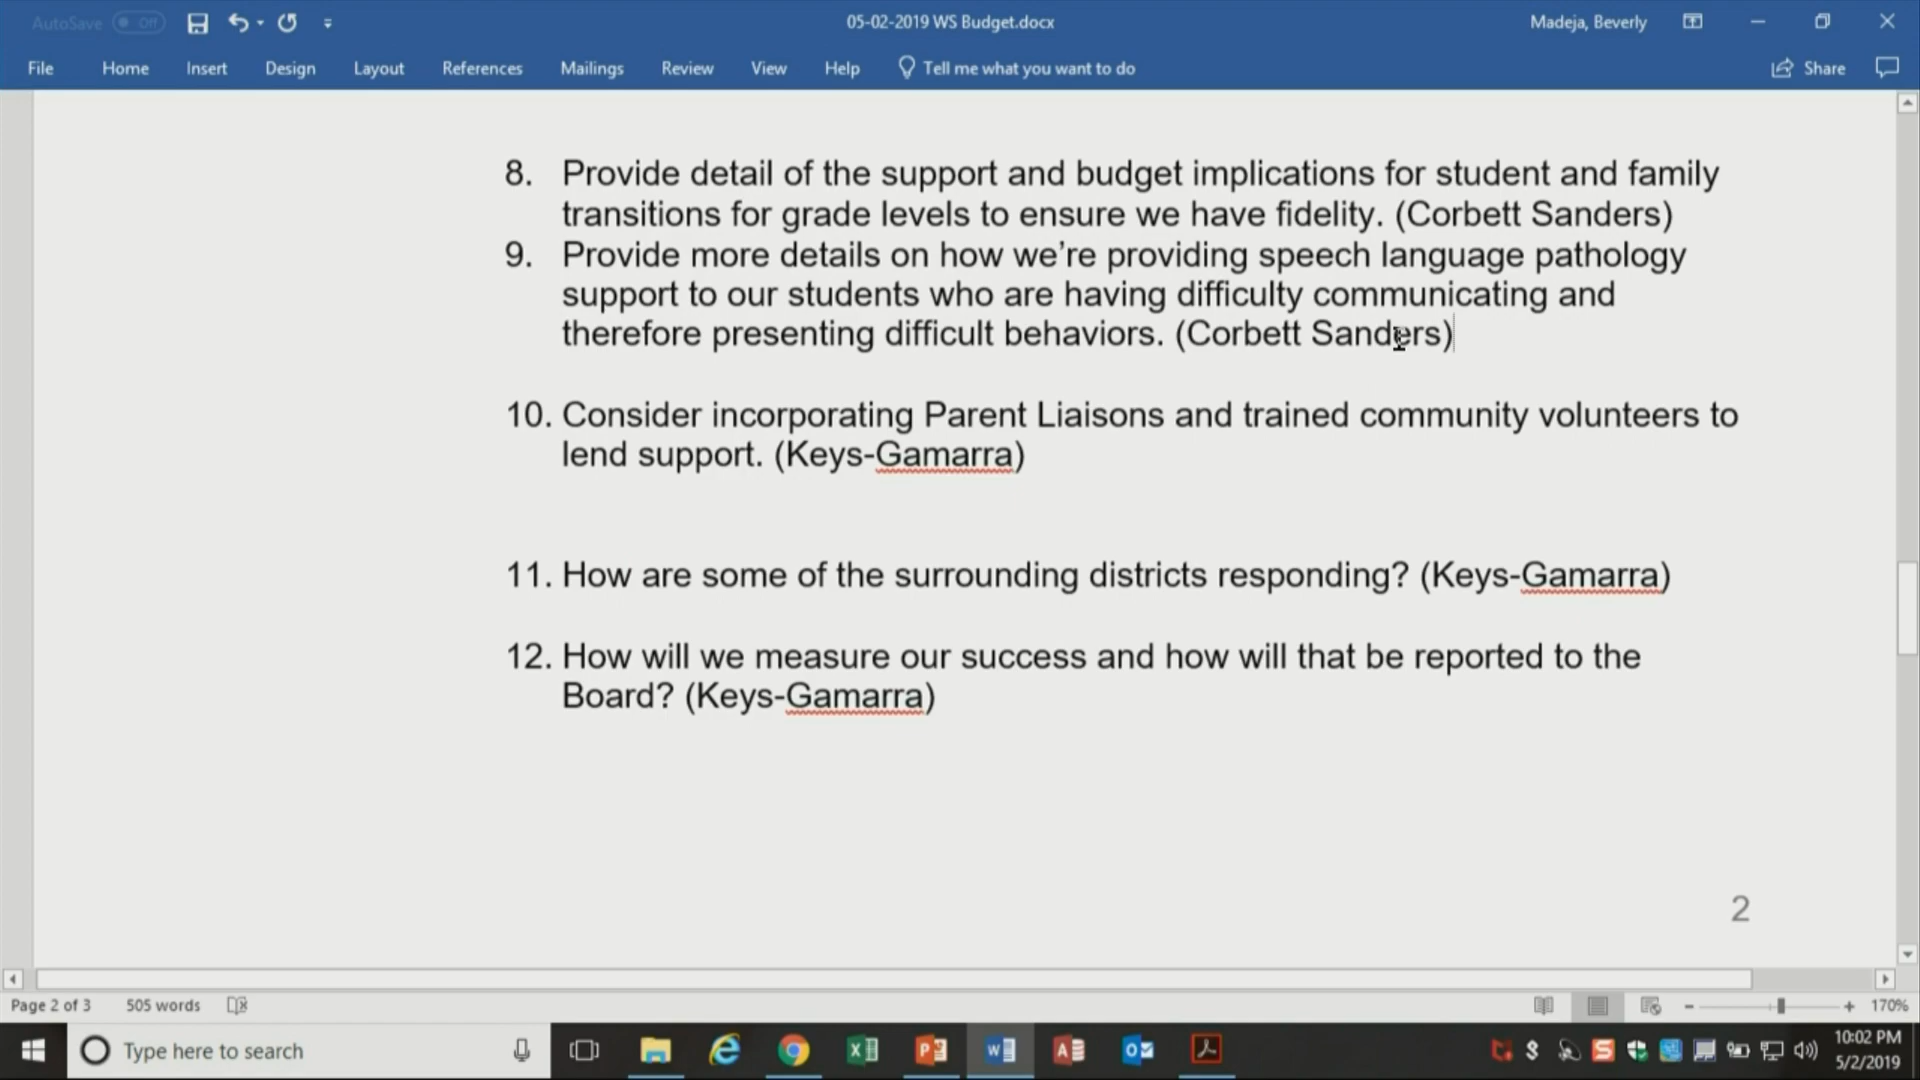 AutoSave Off
05-02-2019 WS Budget.docx
Madeja, Beverly
File Home Insert Design Layout References Mailings Review View Help Tell me what you want to do Share
8. Provide detail of the support and budget implications for student and family
transitions for grade levels to ensure we have fidelity. (Corbett Sanders)
9. Provide more details on how we’re providing speech language pathology
support to our students who are having difficulty communicating and
therefore presenting difficult behaviors. (Corbett Sanders)
10. Consider incorporating Parent Liaisons and trained community volunteers to
lend support. (Keys-Gamarra)
11. How are some of the surrounding districts responding? (Keys-Gamarra)
12. How will we measure our success and how will that be reported to the
Board? (Keys-Gamarra)
2
Page 2 of 3 505 words 170%
Type here to search
10:02 PM
5/2/2019